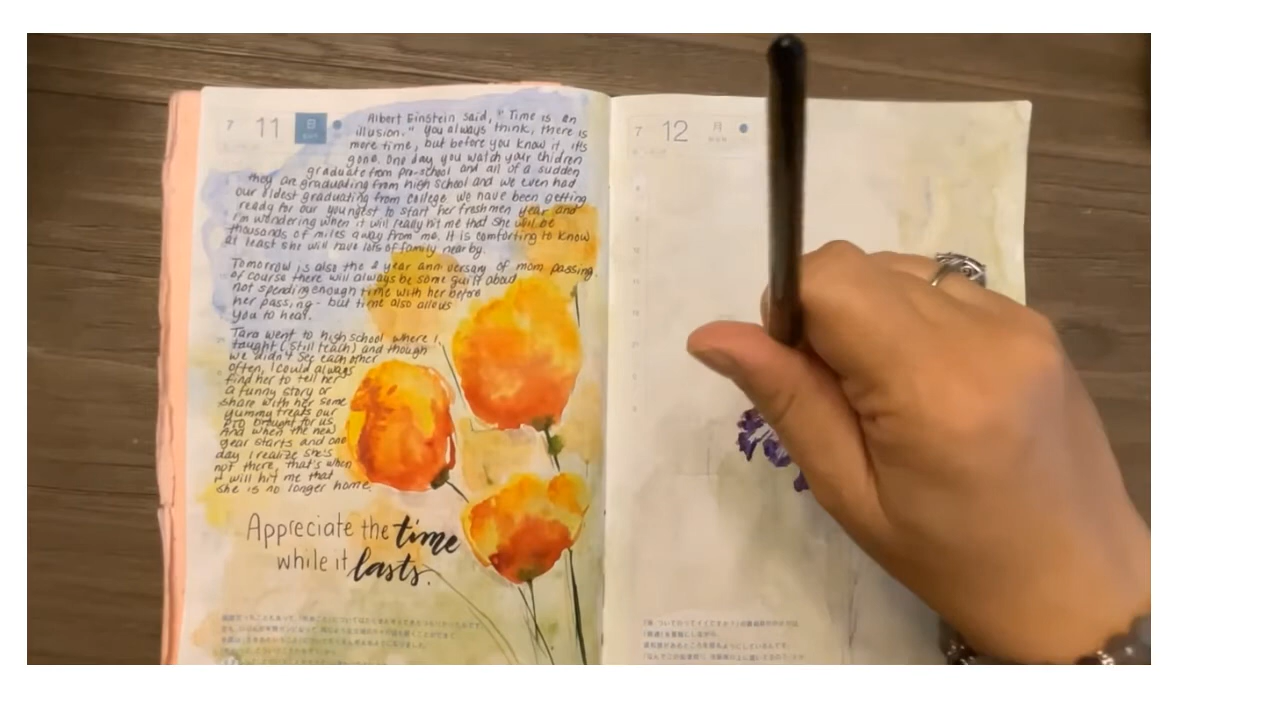 7 11 日
Albert Einstein said, "Time is an
illusion." You always think, there is
more time, but before you know it, it's
gone. One day you watch your chidren
graduate from pre-school and all of a sudden
they are graduating from high school and we even had
our oldest graduating from college. We have been getting
ready for our youngest to start her freshmen year and
I'm wondering when it will really hit me that she will be
thousands of miles away from me. It is comforting to know
at least she will have lots of family nearby.
Tomorrow is also the 2 year anniversary of mom passing.
Of course there will always be some guilt about
not spending enough time with her before
her passing - but time also allows
you to heal.
Tara went to high school where I
taught (still teach) and though
we didn't see each other
often, I could always
find her to tell her
a funny story or
share with her some
yummy treats our
brought for us.
And when the new
year starts and one
day I realize she's
not there, that's when
it will hit me that
she is no longer home.
Appreciate the time
while it lasts.
7 12 月